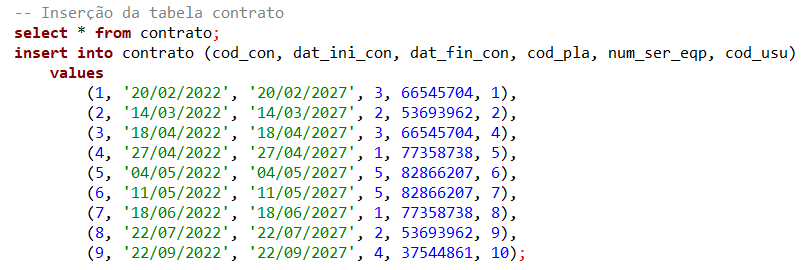 -- Inserção da tabela contrato
select * from contrato;
insert into contrato (cod_con, dat_ini_con, dat_fin_con, cod_pla, num_ser_eqp, cod_usu)
values
(1, '20/02/2022', '20/02/2027', 3, 66545704, 1),
(2, '14/03/2022', '14/03/2027', 2, 53693962, 2),
(3, '18/04/2022', '18/04/2027', 3, 66545704, 4),
(4, '27/04/2022', '27/04/2027', 1, 77358738, 5),
(5, '04/05/2022', '04/05/2027', 5, 82866207, 6),
(6, '11/05/2022', '11/05/2027', 5, 82866207, 7),
(7, '18/06/2022', '18/06/2027', 1, 77358738, 8),
(8, '22/07/2022', '22/07/2027', 2, 53693962, 9),
(9, '22/09/2022', '22/09/2027', 4, 37544861, 10);